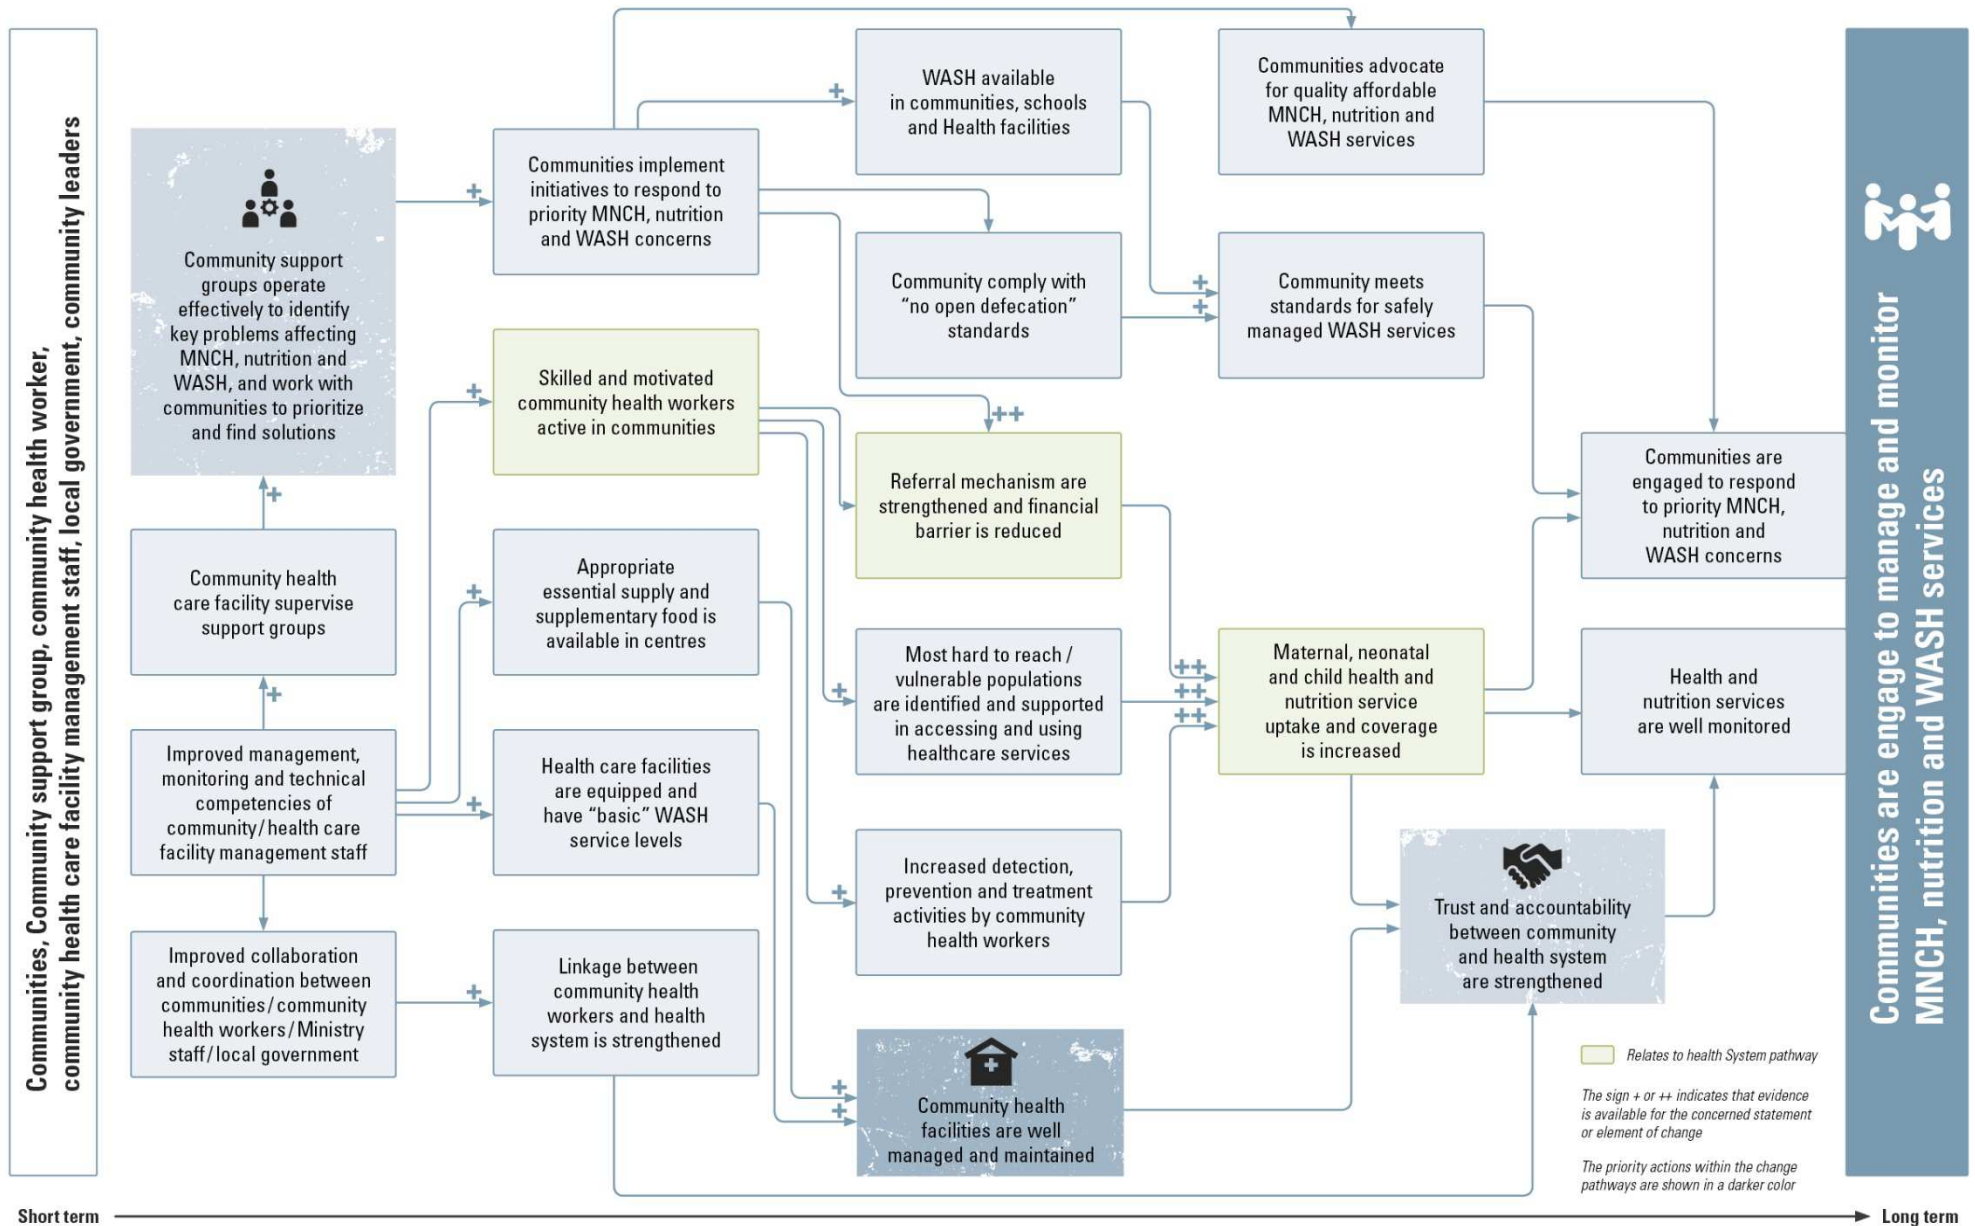 Communities, Community support group, community health worker,
community health care facility management staff, local government, community leaders
Community support
groups operate
effectively to identify
key problems affecting
MNCH, nutrition and
WASH, and work with
communities to prioritize
and find solutions
+
Community health
care facility supervise
support groups
+
Improved management,
monitoring and technical
competencies of
community/health care
facility management staff
Improved collaboration
and coordination between
communities/community
health workers/Ministry
staff/local government
+
Communities implement
initiatives to respond to
priority MNCH, nutrition
and WASH concerns
+
Skilled and motivated
community health workers
active in communities
+
Appropriate
essential supply and
supplementary food is
available in centres
+
Health care facilities
are equipped and
have “basic” WASH
service levels
+
Linkage between
community health
workers and health
system is strengthened
+
WASH available
in communities, schools
and Health facilities
Community comply with
“no open defecation”
standards
++
Referral mechanism are
strengthened and financial
barrier is reduced
+
Most hard to reach /
vulnerable populations
are identified and supported
in accessing and using
healthcare services
+
Increased detection,
prevention and treatment
activities by community
health workers
+
+
Community health
facilities are well
managed and maintained
Communities advocate
for quality affordable
MNCH, nutrition and
WASH services
+
+
Community meets
standards for safely
managed WASH services
++
++
++
Maternal, neonatal
and child health and
nutrition service
uptake and coverage
is increased
Trust and accountability
between community
and health system
are strengthened
Communities are
engaged to respond
to priority MNCH,
nutrition and
WASH concerns
Health and
nutrition services
are well monitored
Relates to health System pathway
The sign + or ++ indicates that evidence
is available for the concerned statement
or element of change
The priority actions within the change
pathways are shown in a darker color
Communities are engage to manage and monitor
MNCH, nutrition and WASH services
Short term
Long term